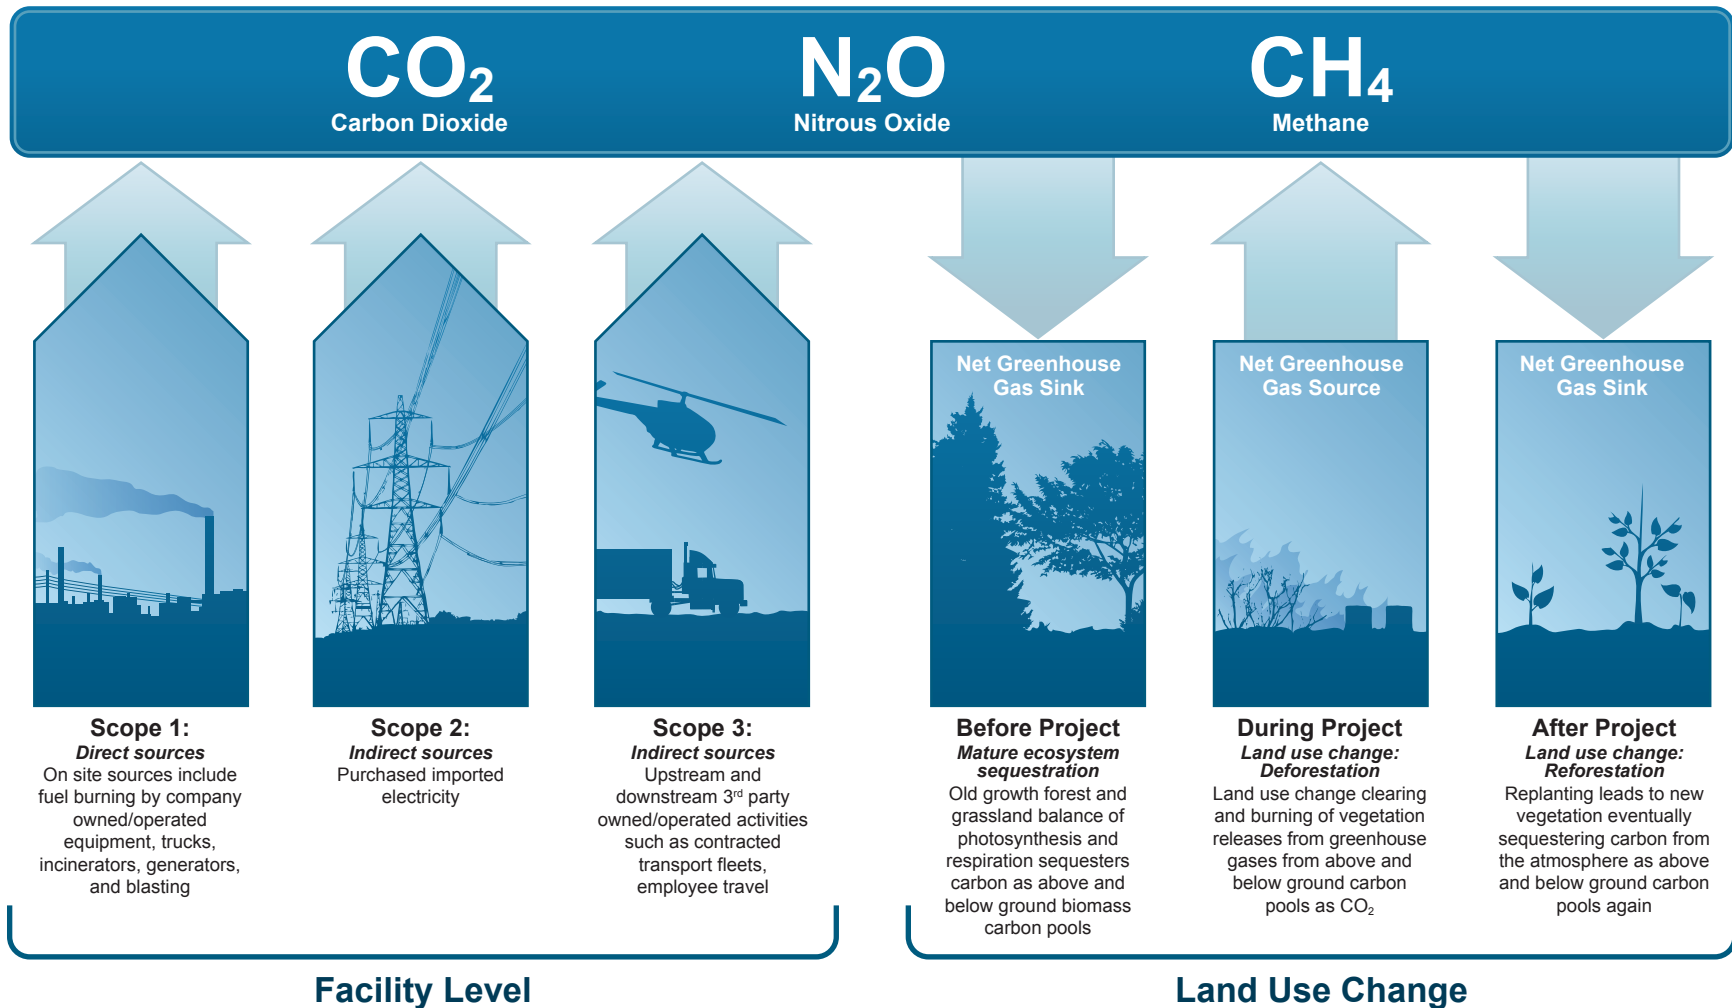 CO₂
Carbon Dioxide
N₂O
Nitrous Oxide
CH₄
Methane
Net Greenhouse
Gas Sink
Net Greenhouse
Gas Source
Net Greenhouse
Gas Sink
Scope 1:
Direct sources
On site sources include
fuel burning by company
owned/operated
equipment, trucks,
incinerators, generators,
and blasting
Scope 2:
Indirect sources
Purchased imported
electricity
Scope 3:
Indirect sources
Upstream and
downstream 3rd party
owned/operated activities
such as contracted
transport fleets,
employee travel
Before Project
Mature ecosystem
sequestration
Old growth forest and
grassland balance of
photosynthesis and
respiration sequesters
carbon as above and
below ground biomass
carbon pools
During Project
Land use change:
Deforestation
Land use change clearing
and burning of vegetation
releases from greenhouse
gases from above and
below ground carbon
pools as CO₂
After Project
Land use change:
Reforestation
Replanting leads to new
vegetation eventually
sequestering carbon from
the atmosphere as above
and below ground carbon
pools again
Facility Level
Land Use Change